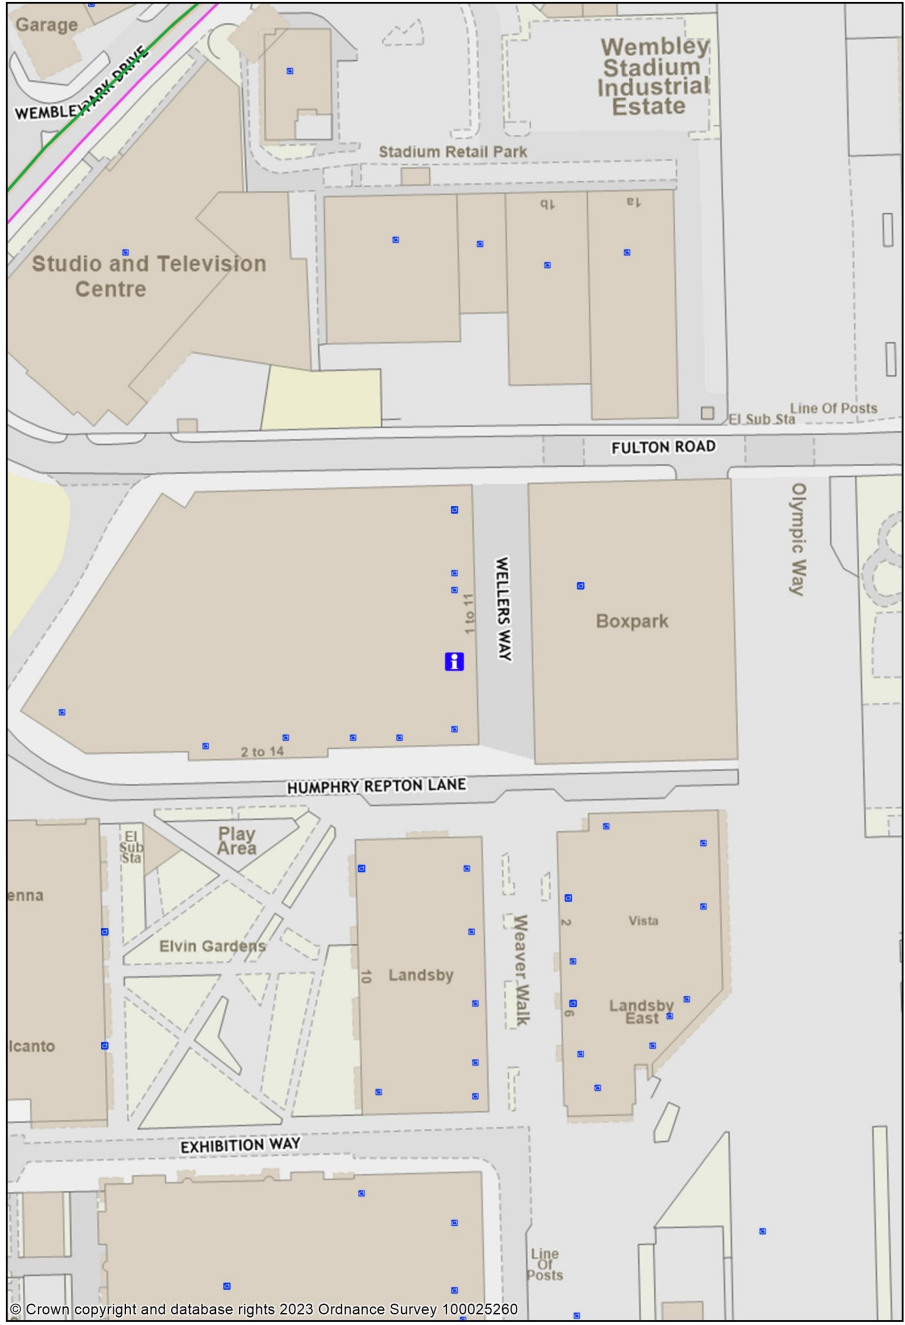 Garage
WEMBLEY PARK DRIVE
Wembley
Stadium
Industrial
Estate
Stadium Retail Park
1b
1a
Studio and Television
Centre
Line Of Posts
El Sub Sta
FULTON ROAD
Olympic Way
WELLERS WAY
1 to 11
Boxpark
2 to 14
HUMPHRY REPTON LANE
El
Sub
Sta
Play
Area
enna
Elvin Gardens
10
Landsby
Weaver Walk
2
Vista
Landsby
East
6
lcanto
EXHIBITION WAY
Line
Of
Posts
© Crown copyright and database rights 2023 Ordnance Survey 100025260